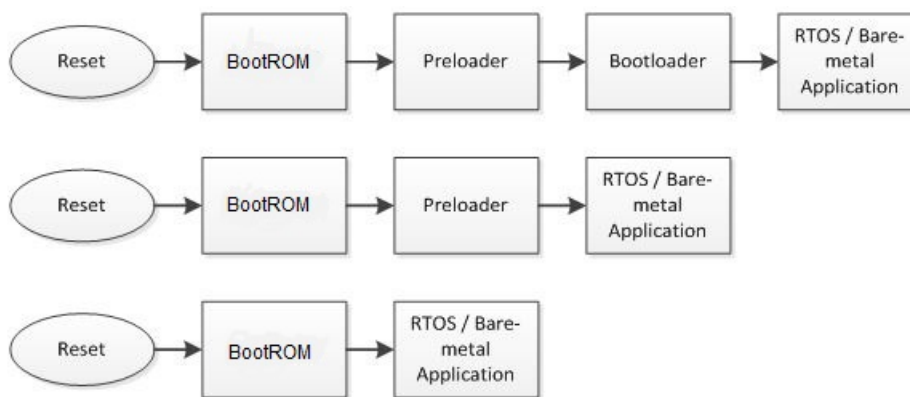 Reset
BootROM
Preloader
Bootloader
RTOS / Bare-
metal
Application
Reset
BootROM
Preloader
RTOS / Bare-
metal
Application
Reset
BootROM
RTOS / Bare-
metal
Application